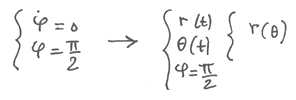 φ̇ = 0 → r(t)
φ = π/2 θ(t) { r(θ)
φ = π/2